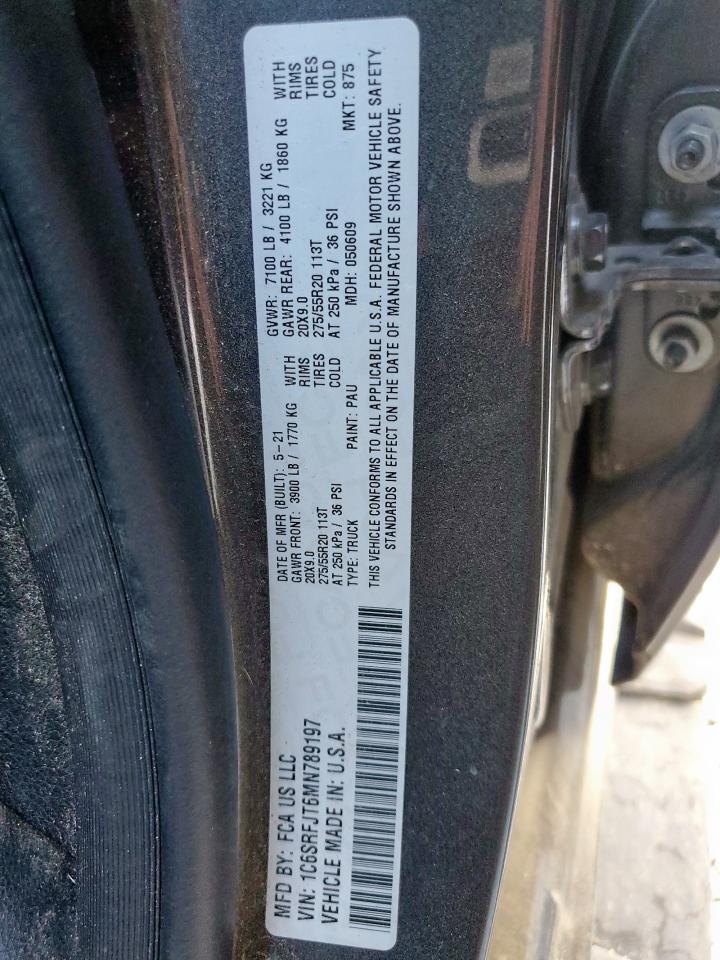 MFD BY: FCA US LLC
DATE OF MFR (BUILT): 5-21
GVWR: 7100 LB / 3221 KG
GAWR FRONT: 3900 LB / 1770 KG WITH
GAWR REAR: 4100 LB / 1860 KG WITH
20X9.0 RIMS
20X9.0 RIMS
275/55R20 113T TIRES
275/55R20 113T TIRES
AT 250 kPa / 36 PSI COLD
AT 250 kPa / 36 PSI COLD
VIN: 1C6SRFJT6MN789197
TYPE: TRUCK
PAINT: PAU
MDH: 050609
MKT: 875
VEHICLE MADE IN: U.S.A.
THIS VEHICLE CONFORMS TO ALL APPLICABLE U.S.A. FEDERAL MOTOR VEHICLE SAFETY
STANDARDS IN EFFECT ON THE DATE OF MANUFACTURE SHOWN ABOVE.